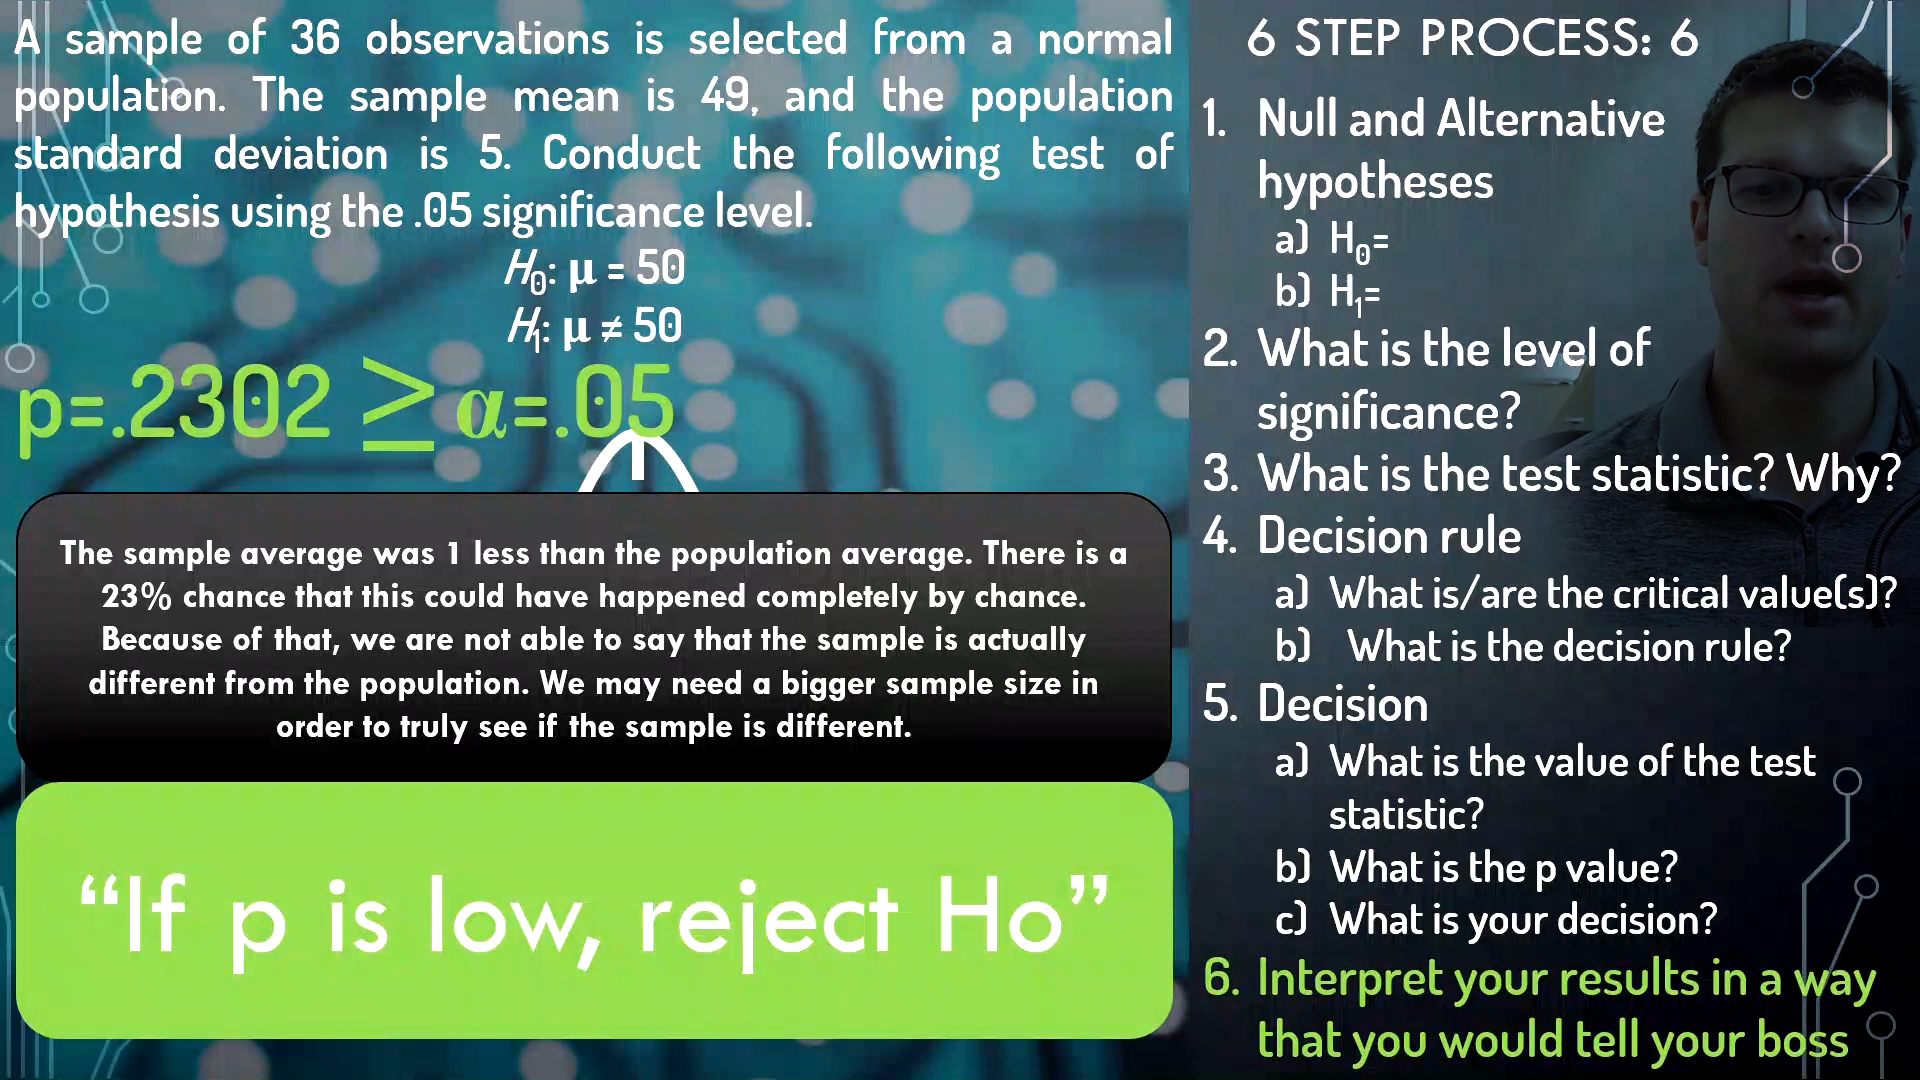 A sample of 36 observations is selected from a normal
population. The sample mean is 49, and the population
standard deviation is 5. Conduct the following test of
hypothesis using the .05 significance level.
H0: μ = 50
H1: μ ≠ 50
p=.2302 ≥ α=.05
The sample average was 1 less than the population average. There is a
23% chance that this could have happened completely by chance.
Because of that, we are not able to say that the sample is actually
different from the population. We may need a bigger sample size in
order to truly see if the sample is different.
“If p is low, reject Ho”
6 STEP PROCESS: 6
1. Null and Alternative
hypotheses
a) H0=
b) H1=
2. What is the level of
significance?
3. What is the test statistic? Why?
4. Decision rule
a) What is/are the critical value(s)?
b) What is the decision rule?
5. Decision
a) What is the value of the test
statistic?
b) What is the p value?
c) What is your decision?
6. Interpret your results in a way
that you would tell your boss